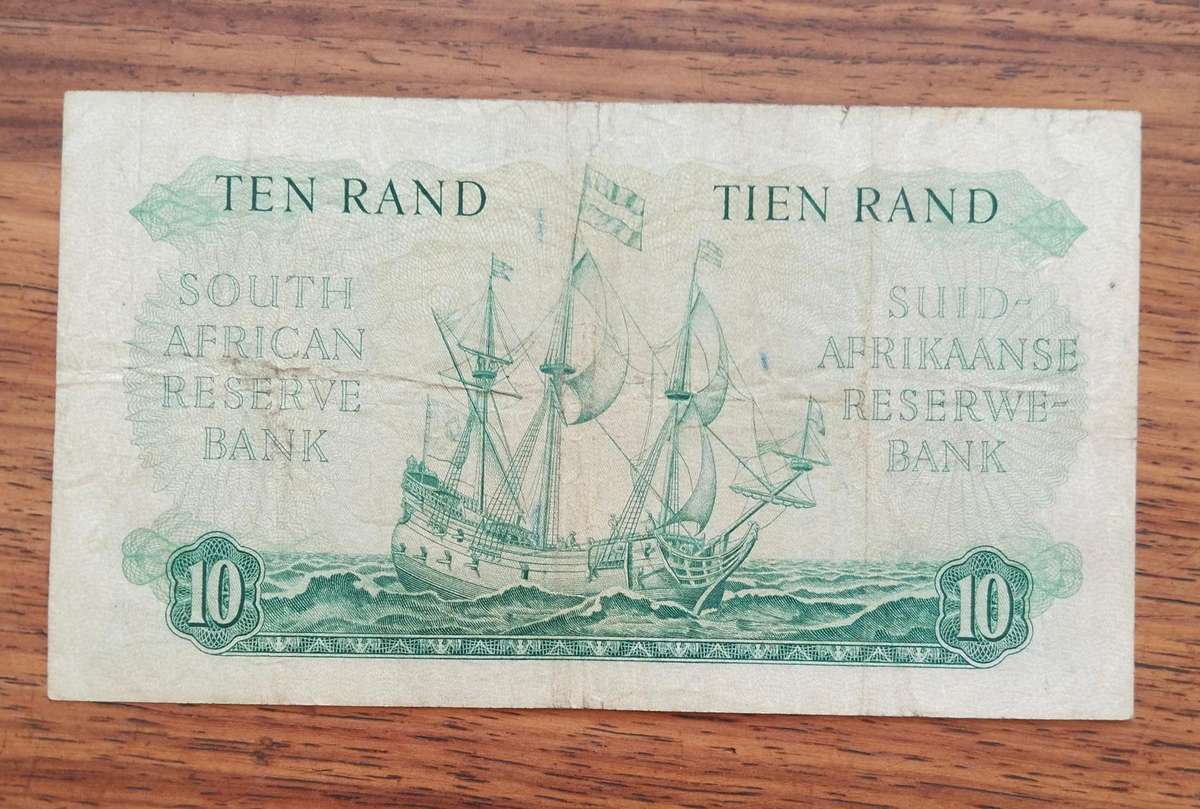 TEN RAND
TIEN RAND
SOUTH
AFRICAN
RESERVE
BANK
SUID-
AFRIKAANSE
RESERWE-
BANK
10
10